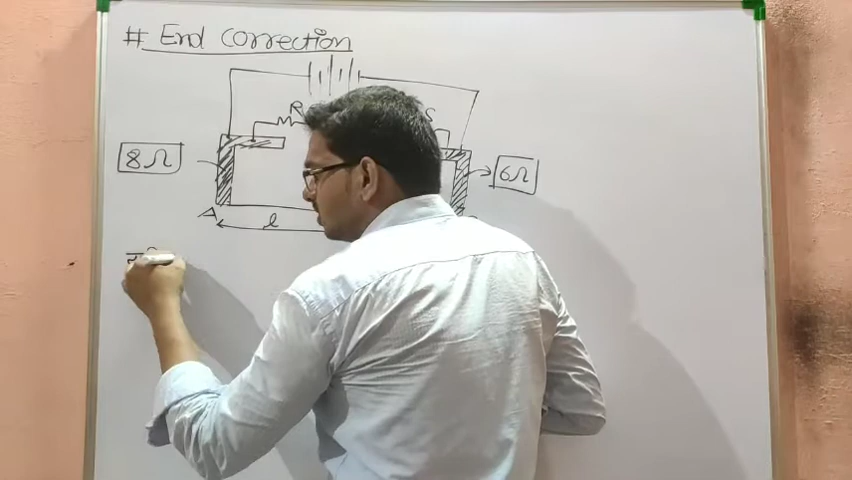 # End Correction
R
S
8Ω
6Ω
A
l